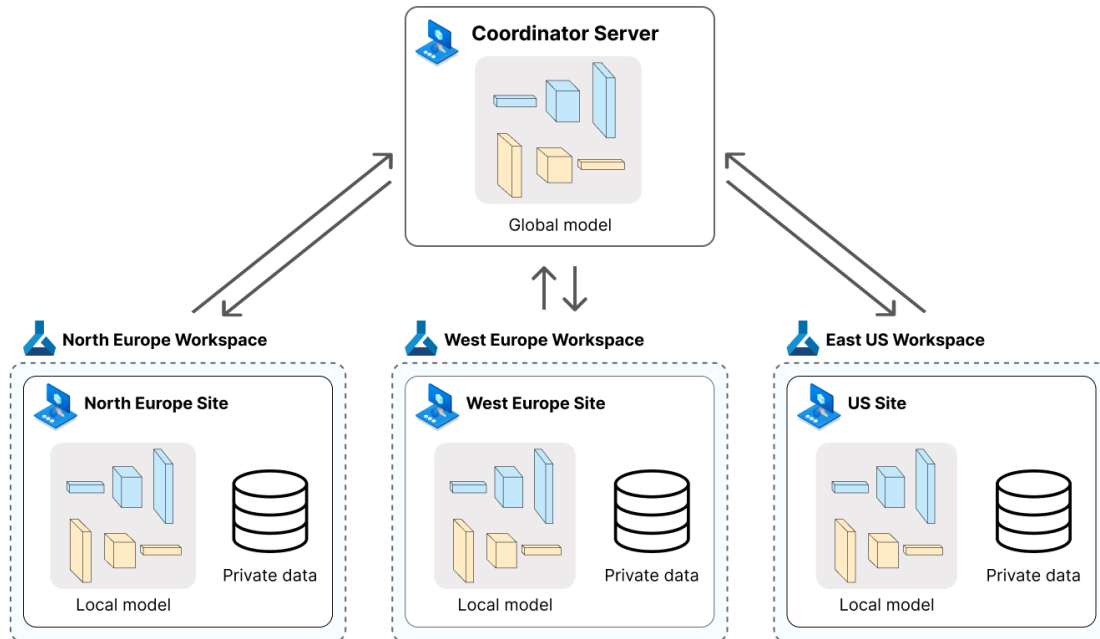 Coordinator Server
Global model
North Europe Workspace
West Europe Workspace
East US Workspace
North Europe Site
West Europe Site
US Site
Private data
Private data
Private data
Local model
Local model
Local model